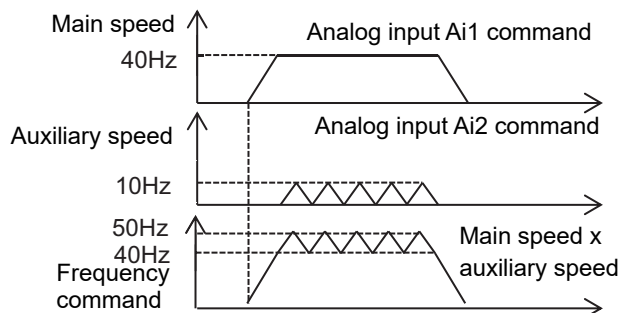 Main speed
Analog input Ai1 command
40Hz
Analog input Ai2 command
Auxiliary speed
10Hz
50Hz
Main speed x
40Hz
auxiliary speed
Frequency
command